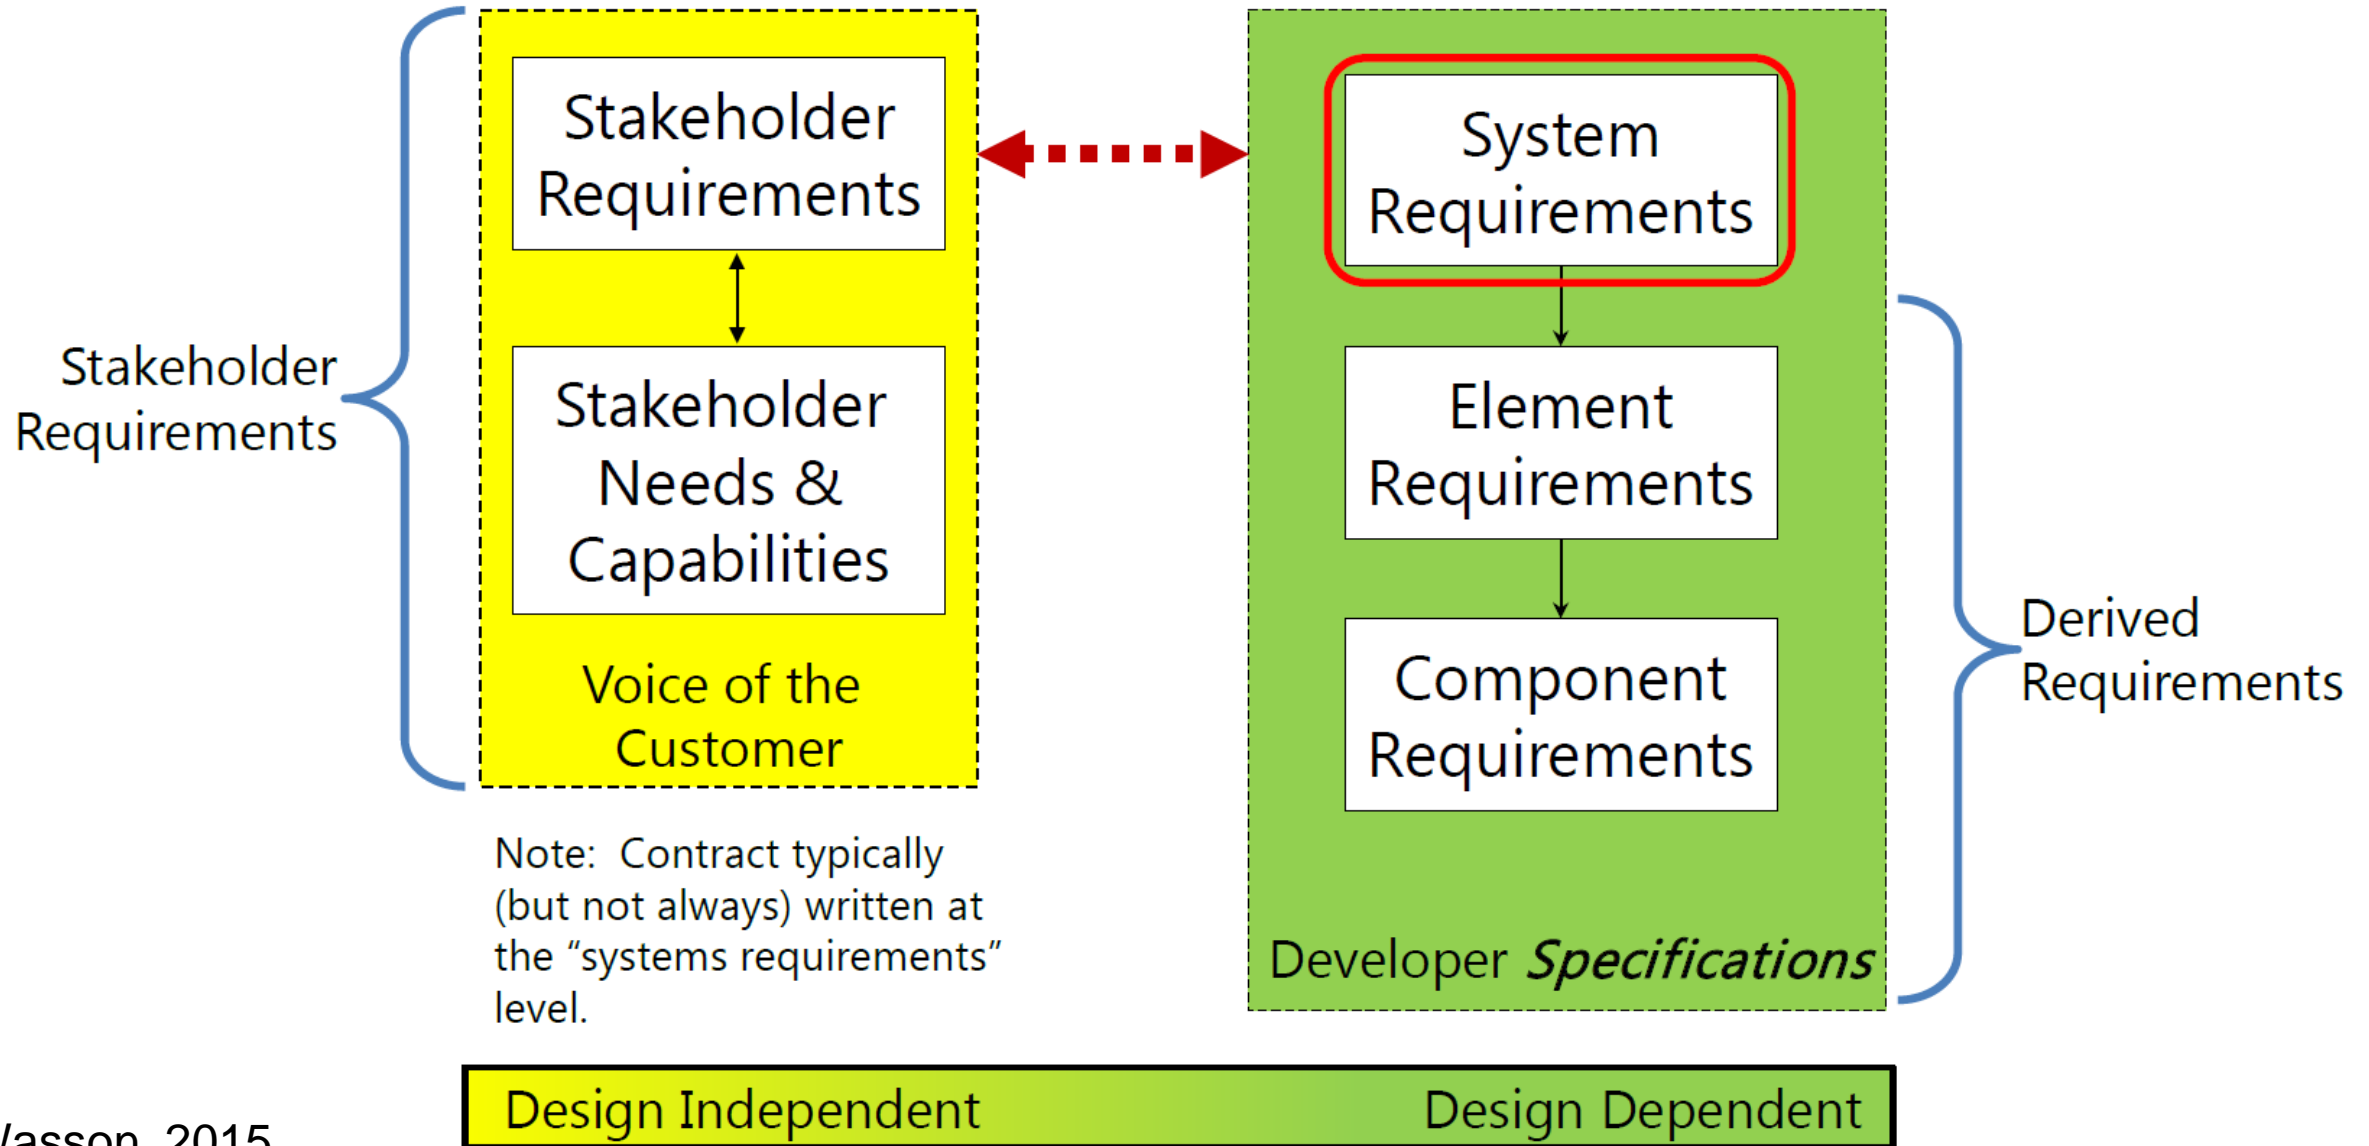 Stakeholder
Requirements
Stakeholder
Requirements
Stakeholder
Needs &
Capabilities
Voice of the
Customer
Note:  Contract typically
(but not always) written at
the “systems requirements”
level.
System
Requirements
Element
Requirements
Component
Requirements
Developer Specifications
Derived
Requirements
Design Independent
Design Dependent
2015